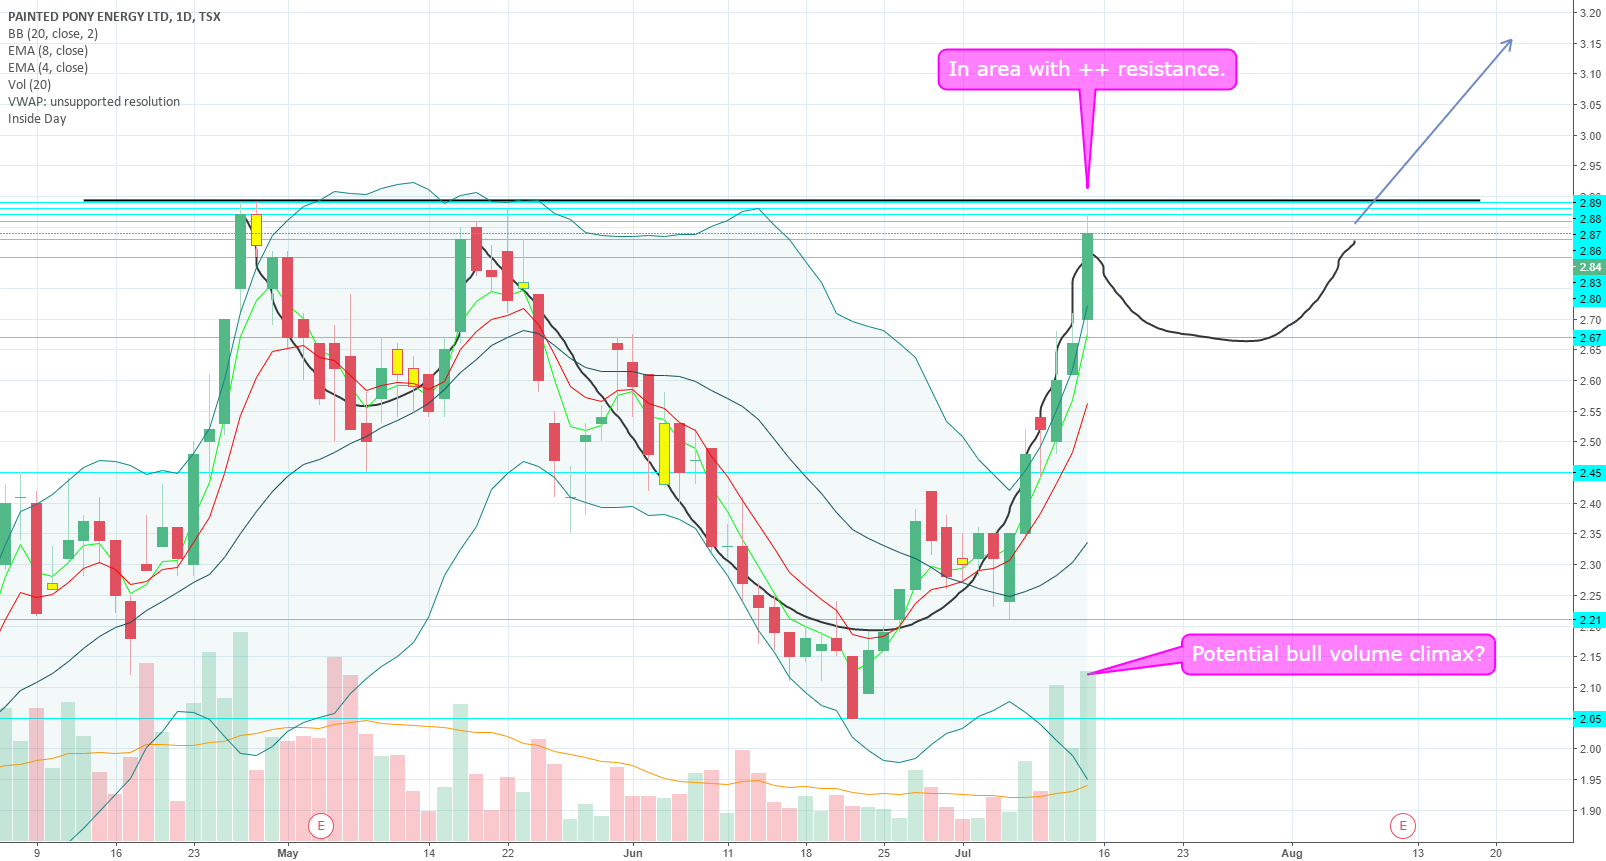 PAINTED PONY ENERGY LTD, 1D, TSX
BB (20, close, 2)
EMA (8, close)
EMA (4, close)
Vol (20)
VWAP: unsupported resolution
Inside Day
In area with ++ resistance.
Potential bull volume climax?
3.20
3.15
3.10
3.05
3.00
2.95
2.89
2.88
2.87
2.86
2.84
2.83
2.80
2.70
2.67
2.65
2.60
2.55
2.50
2.45
2.40
2.35
2.30
2.25
2.21
2.15
2.10
2.05
2.00
1.95
1.90
E
E
9 16 23 May 14 22 Jun 11 18 25 Jul 16 23 Aug 13 20